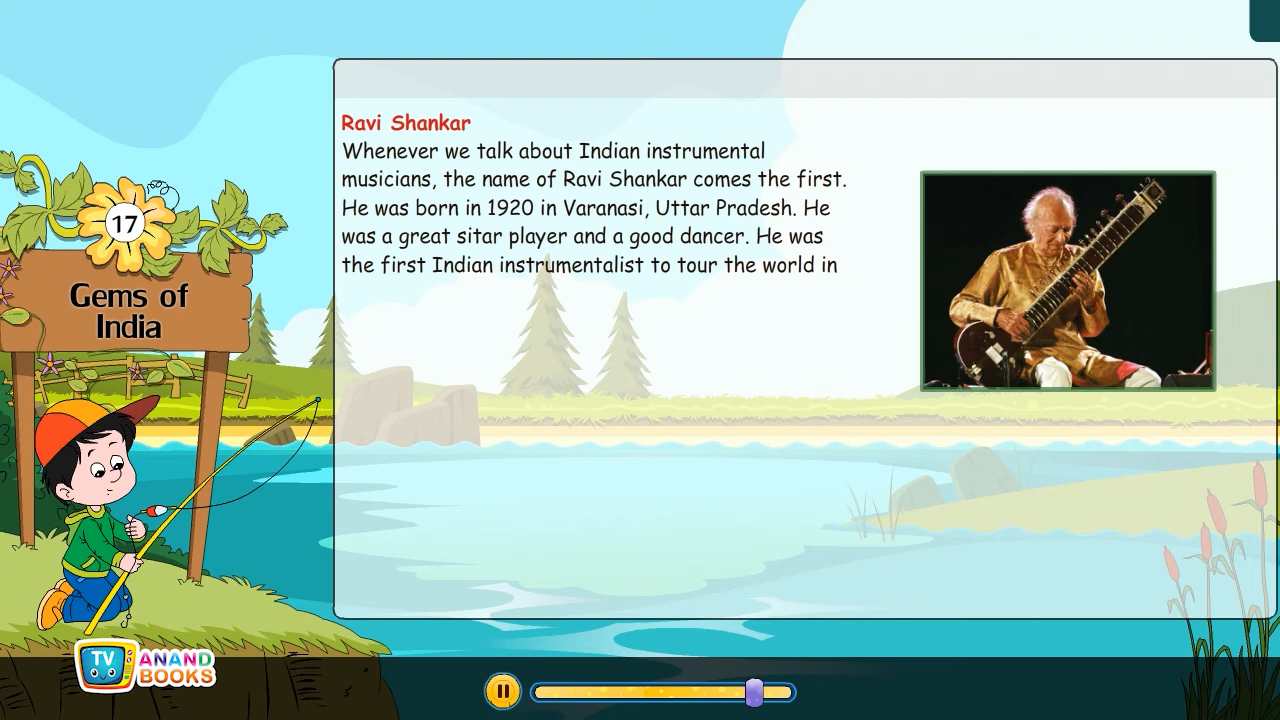 Ravi Shankar
Whenever we talk about Indian instrumental
musicians, the name of Ravi Shankar comes the first.
He was born in 1920 in Varanasi, Uttar Pradesh. He
was a great sitar player and a good dancer. He was
the first Indian instrumentalist to tour the world in
17
Gems of
India
TV
ANAND
BOOKS